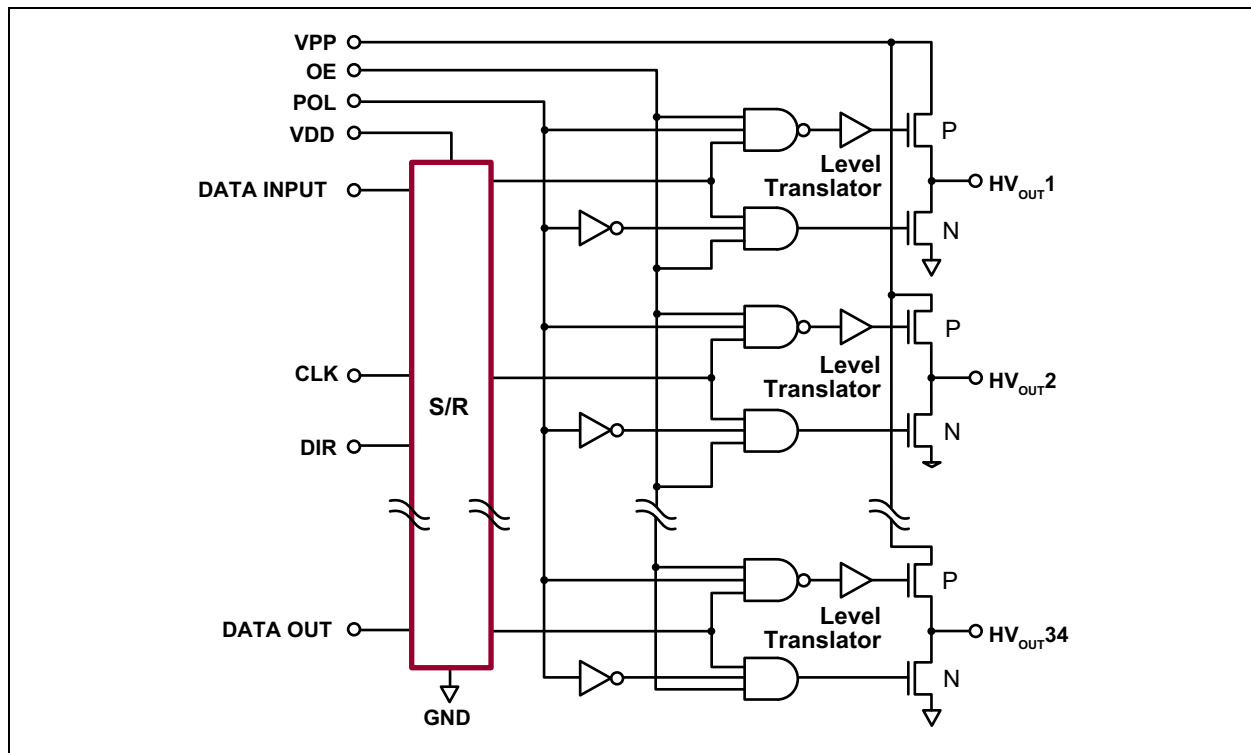 VPP
OE
POL
VDD
DATA INPUT
CLK
DIR
DATA OUT
S/R
GND
Level
Translator
P
HVOUT1
N
Level
Translator
P
HVOUT2
N
Level
Translator
P
HVOUT34
N